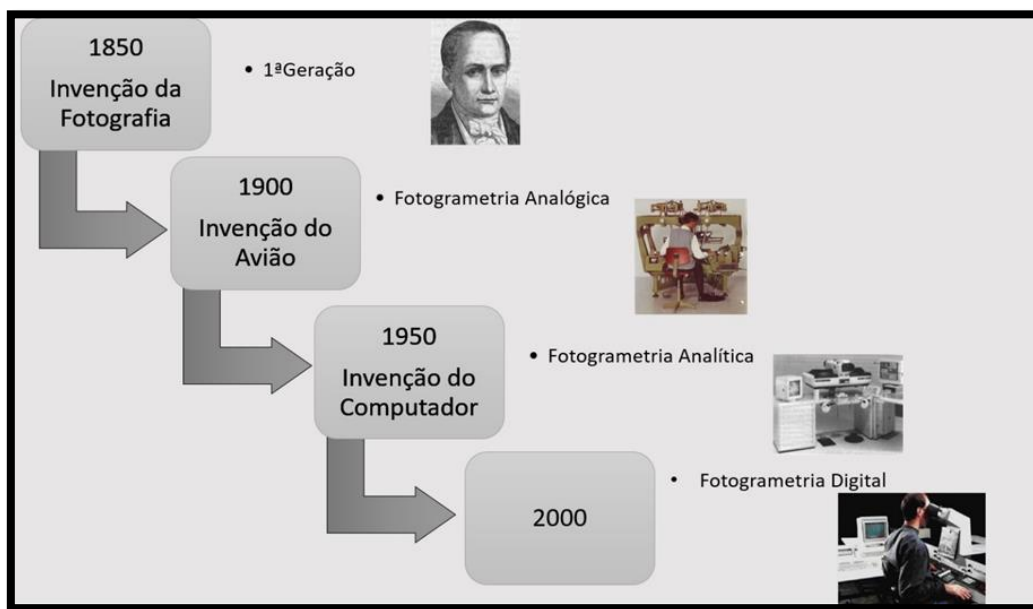 1850
Invenção da
Fotografia
• 1ªGeração
1900
Invenção do
Avião
• Fotogrametria Analógica
1950
Invenção do
Computador
• Fotogrametria Analítica
2000
• Fotogrametria Digital